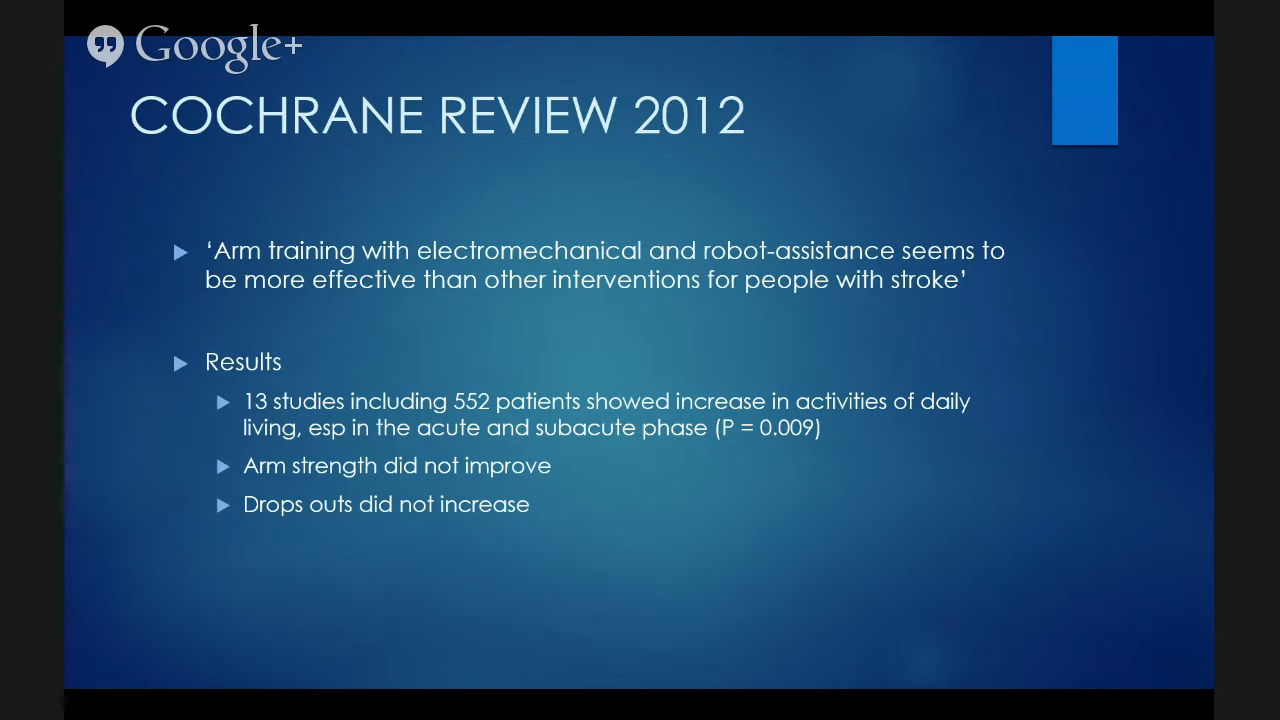 Google+
COCHRANE REVIEW 2012
‘Arm training with electromechanical and robot-assistance seems to
be more effective than other interventions for people with stroke’
Results
13 studies including 552 patients showed increase in activities of daily
living, esp in the acute and subacute phase (P = 0.009)
Arm strength did not improve
Drops outs did not increase